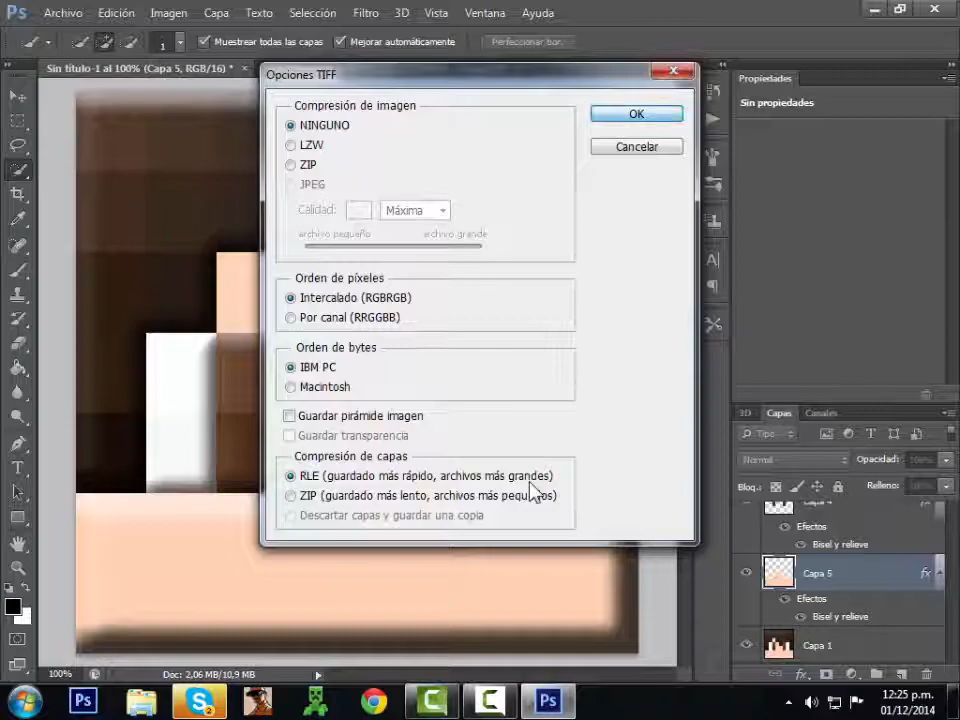 Ps Archivo Edición Imagen Capa Texto Selección Filtro 3D Vista Ventana Ayuda
1 Muestrear todas las capas Mejorar automáticamente Perfeccionar bor.
Sin título-1 al 100% (Capa 5, RGB/16) *
Opciones TIFF
Compresión de imagen
NINGUNO
LZW
ZIP
JPEG
Calidad: Máxima
archivo pequeño archivo grande
OK
Cancelar
Orden de píxeles
Intercalado (RGBRGB)
Por canal (RRGGBB)
Orden de bytes
IBM PC
Macintosh
Guardar pirámide imagen
Guardar transparencia
Compresión de capas
RLE (guardado más rápido, archivos más grandes)
ZIP (guardado más lento, archivos más pequeños)
Descartar capas y guardar una copia
Propiedades
Sin propiedades
3D Capas Canales
Tipo
Normal Opacidad: 100%
Bloq.: Relleno:
Efectos
Bisel y relieve
Capa 5 fx
Efectos
Bisel y relieve
Capa 1
100% Doc: 2,06 MB/10,9 MB
12:25 p.m.
01/12/2014